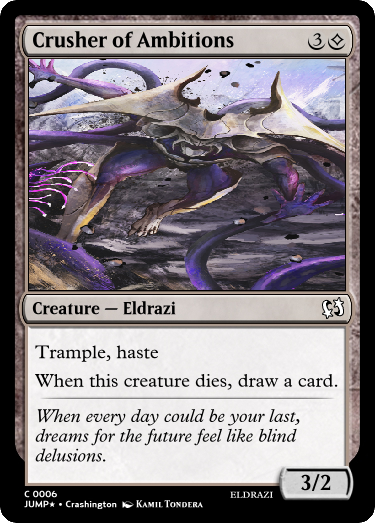 Crusher of Ambitions 3
Creature — Eldrazi
Trample, haste
When this creature dies, draw a card.
When every day could be your last,
dreams for the future feel like blind
delusions.
3/2
C 0006 ELDRAZI
JUMP★ • Crashington Kamil Tondera